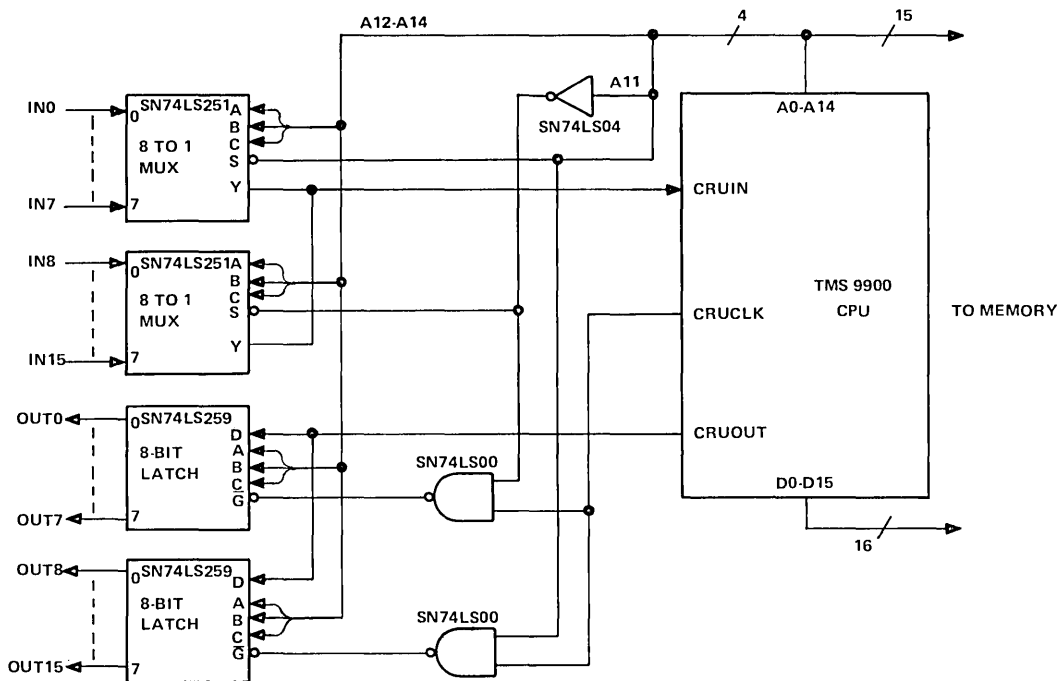 A12-A14
4
15
IN0
0
SN74LS251
A
B
C
S
Y
8 TO 1
MUX
IN7
7
A11
SN74LS04
A0-A14
CRUIN
IN8
0
SN74LS251
A
B
C
S
Y
8 TO 1
MUX
IN15
7
TMS 9900
CPU
TO MEMORY
CRUCLK
OUT0
0
SN74LS259
D
A
B
C
G̅
8-BIT
LATCH
OUT7
7
SN74LS00
CRUOUT
D0-D15
16
OUT8
0
SN74LS259
D
A
B
C
G̅
8-BIT
LATCH
OUT15
7
SN74LS00